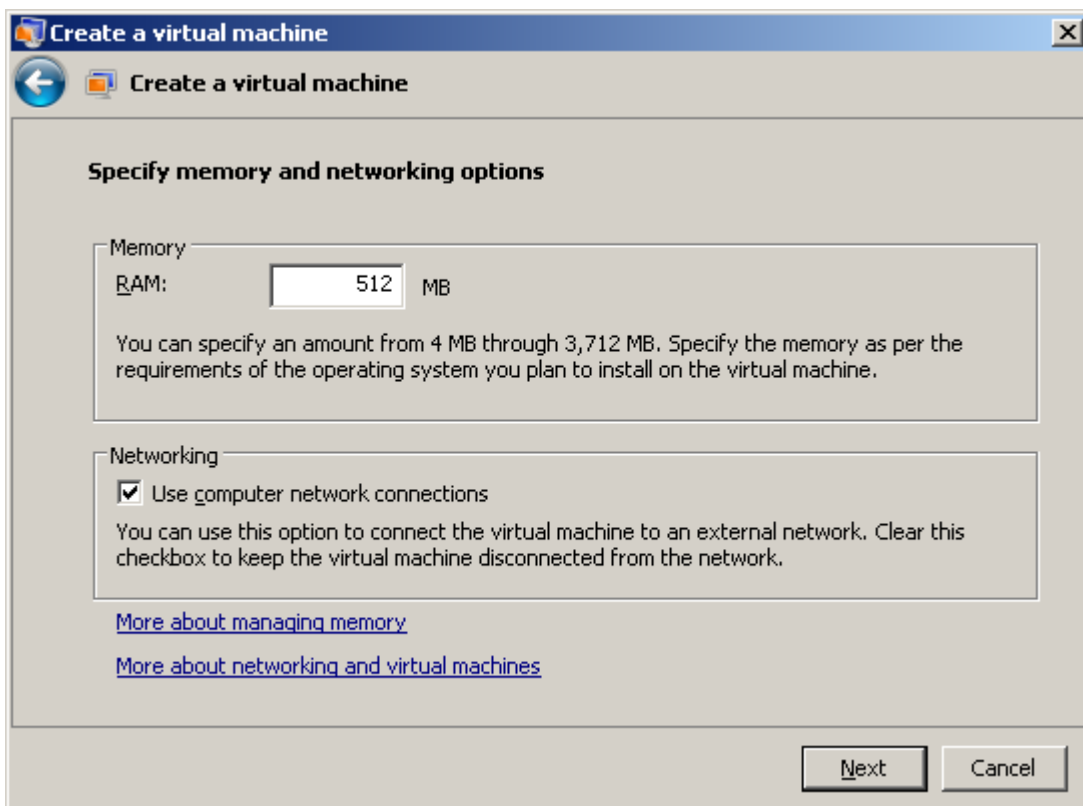 Create a virtual machine
Create a virtual machine
Specify memory and networking options
Memory
RAM: 512 MB
You can specify an amount from 4 MB through 3,712 MB. Specify the memory as per the
requirements of the operating system you plan to install on the virtual machine.
Networking
Use computer network connections
You can use this option to connect the virtual machine to an external network. Clear this
checkbox to keep the virtual machine disconnected from the network.
More about managing memory
More about networking and virtual machines
Next Cancel